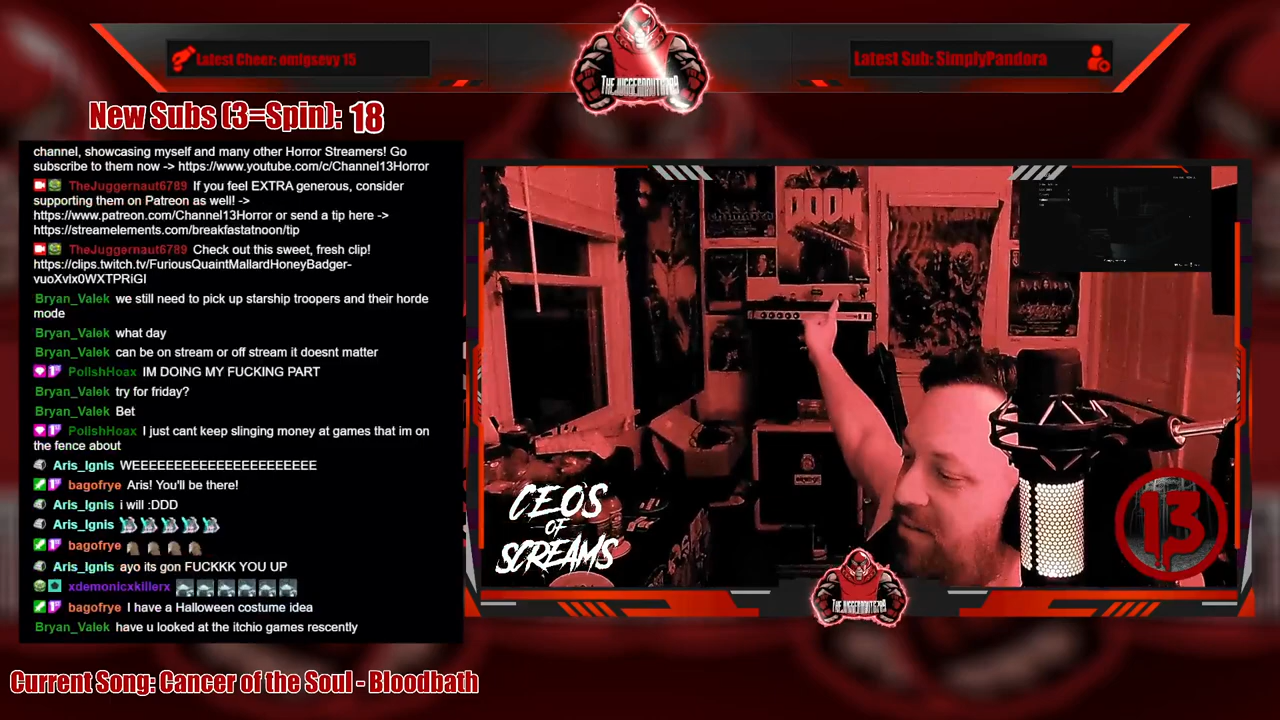 Latest Cheer: omigsevy 15
THEJUGGERNAUT6789
Latest Sub: SimplyPandora
New Subs (3=Spin): 18
channel, showcasing myself and many other Horror Streamers! Go
subscribe to them now -> https://www.youtube.com/c/Channel13Horror
TheJuggernaut6789 If you feel EXTRA generous, consider
supporting them on Patreon as well! ->
https://www.patreon.com/Channel13Horror or send a tip here ->
https://streamelements.com/breakfastatnoon/tip
TheJuggernaut6789 Check out this sweet, fresh clip!
https://clips.twitch.tv/FuriousQuaintMallardHoneyBadger-
vuoXvix0WXTPRiGI
Bryan_Valek we still need to pick up starship troopers and their horde
mode
Bryan_Valek what day
Bryan_Valek can be on stream or off stream it doesnt matter
PolishHoax IM DOING MY FUCKING PART
Bryan_Valek try for friday?
Bryan_Valek Bet
PolishHoax I just cant keep slinging money at games that im on
the fence about
Aris_Ignis WEEEEEEEEEEEEEEEEEEEEEE
bagofrye Aris! You'll be there!
Aris_Ignis i will :DDD
Aris_Ignis
bagofrye
Aris_Ignis ayo its gon FUCKKK YOU UP
xdemonicxkillerx
bagofrye I have a Halloween costume idea
Bryan_Valek have u looked at the itchio games rescently
DOOM
CEOS
OF
SCREAMS
13
THEJUGGERNAUT6789
Current Song: Cancer of the Soul - Bloodbath